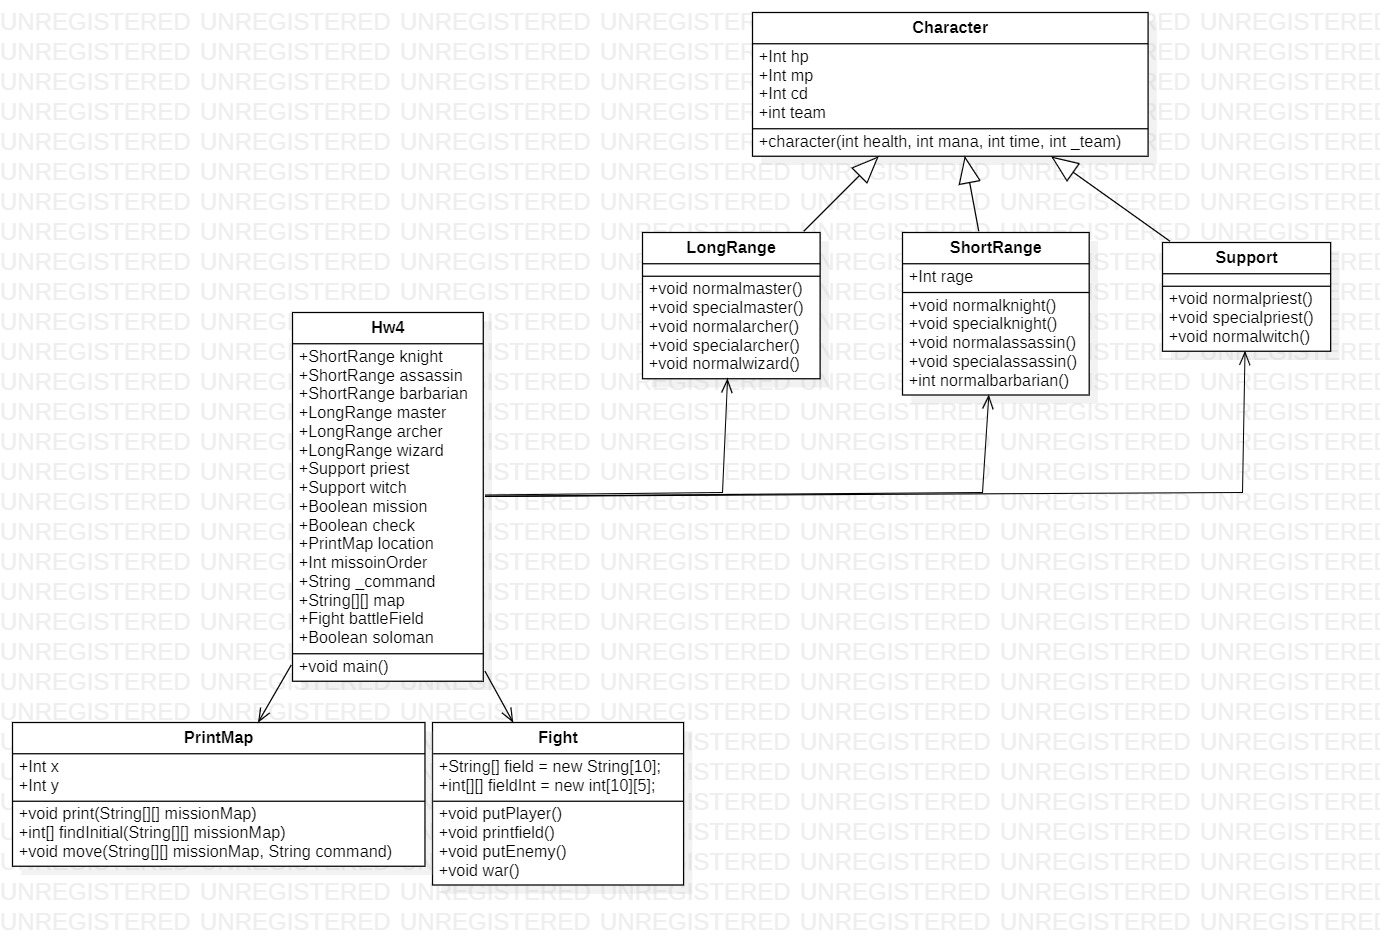 Character
+Int hp
+Int mp
+Int cd
+int team
+character(int health, int mana, int time, int _team)
LongRange
+void normalmaster()
+void specialmaster()
+void normalarcher()
+void specialarcher()
+void normalwizard()
ShortRange
+Int rage
+void normalknight()
+void specialknight()
+void normalassassin()
+void specialassassin()
+int normalbarbarian()
Support
+void normalpriest()
+void specialpriest()
+void normalwitch()
Hw4
+ShortRange knight
+ShortRange assassin
+ShortRange barbarian
+LongRange master
+LongRange archer
+LongRange wizard
+Support priest
+Support witch
+Boolean mission
+Boolean check
+PrintMap location
+Int missoinOrder
+String _command
+String[][] map
+Fight battleField
+Boolean soloman
+void main()
PrintMap
+Int x
+Int y
+void print(String[][] missionMap)
+int[] findInitial(String[][] missionMap)
+void move(String[][] missionMap, String command)
Fight
+String[] field = new String[10];
+int[][] fieldInt = new int[10][5];
+void putPlayer()
+void printfield()
+void putEnemy()
+void war()
UNREGISTERED